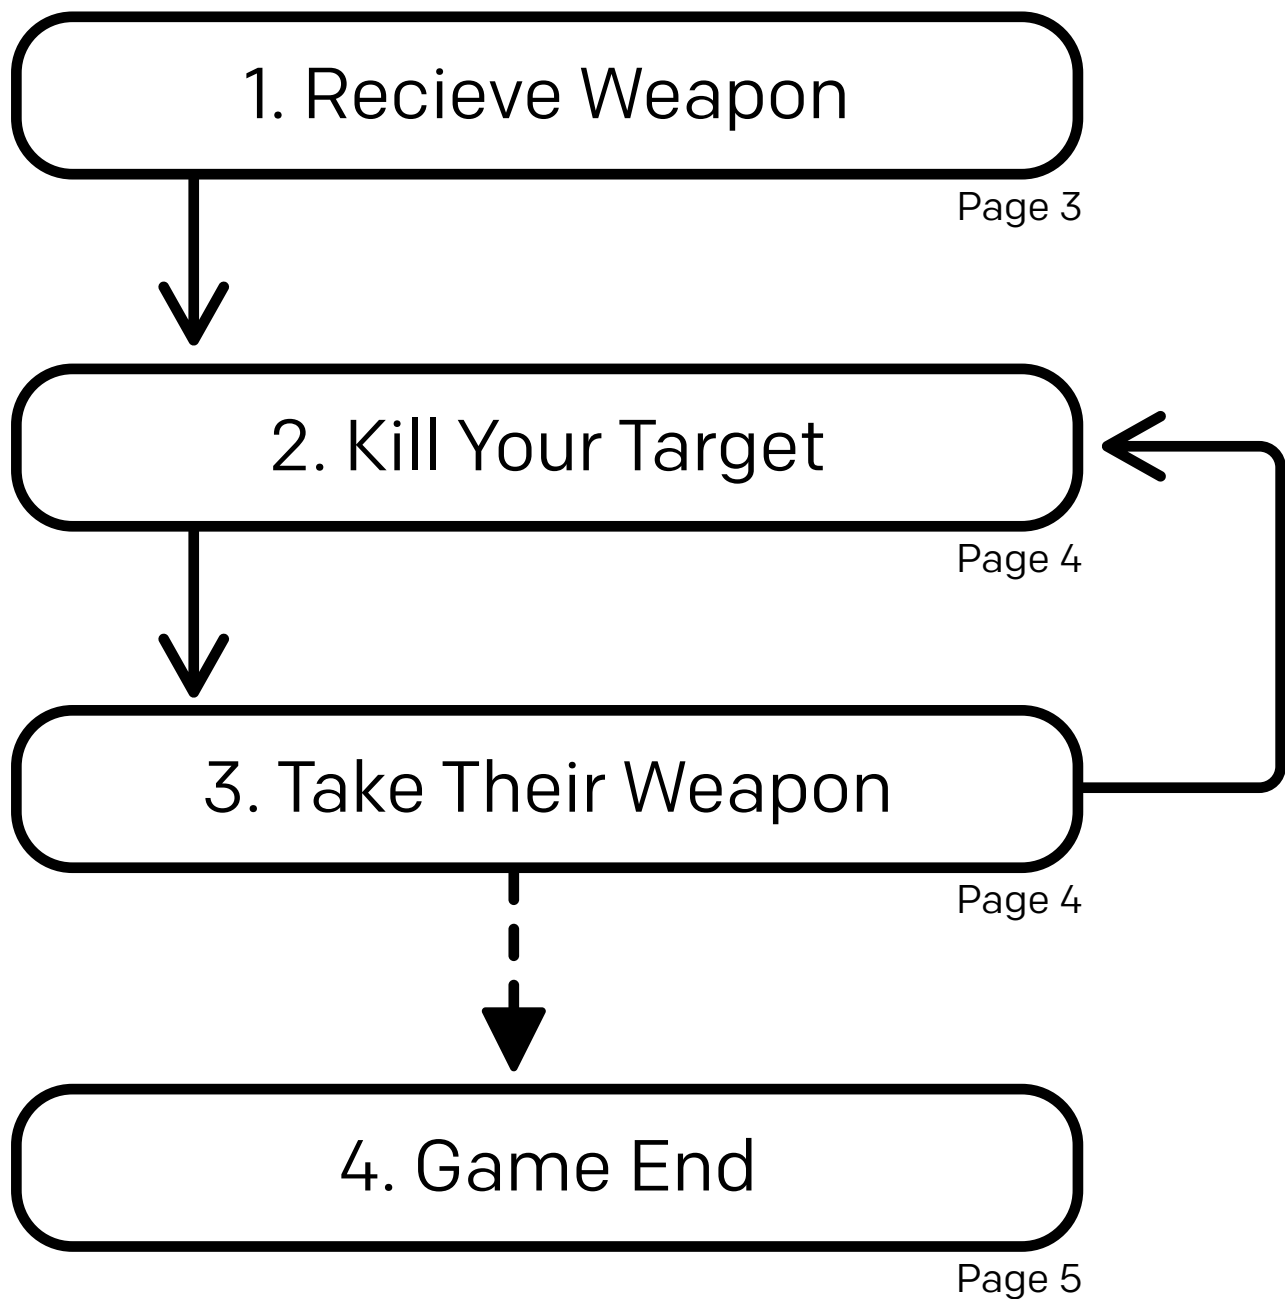 1. Recieve Weapon
Page 3
2. Kill Your Target
Page 4
3. Take Their Weapon
Page 4
4. Game End
Page 5